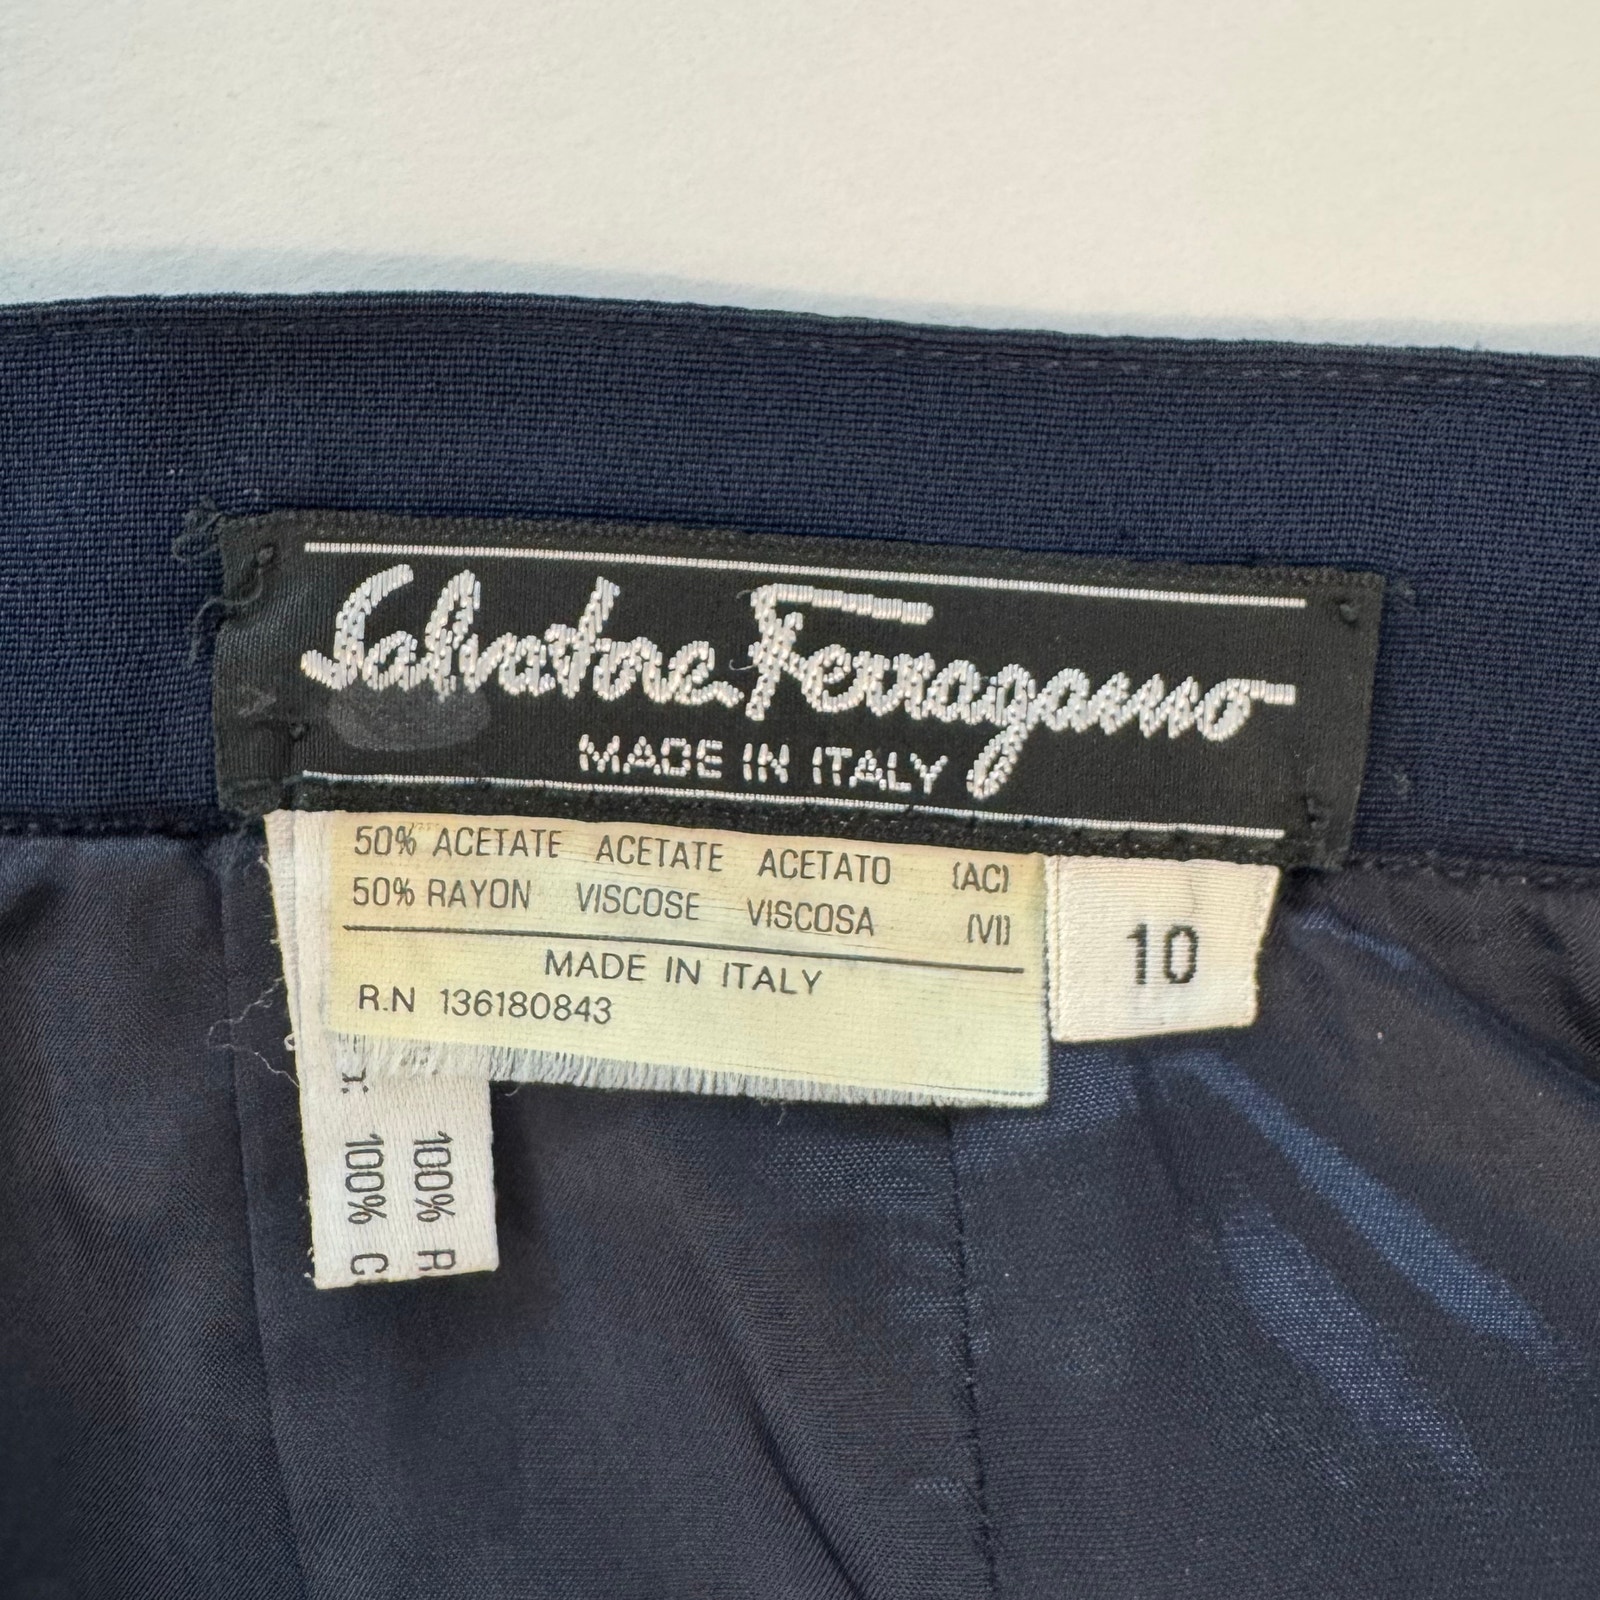 Salvatore Ferragamo
MADE IN ITALY
50% ACETATE ACETATE ACETATO (AC)
50% RAYON VISCOSE VISCOSA (VI)
MADE IN ITALY
R.N 136180843
10
100% R
100% C